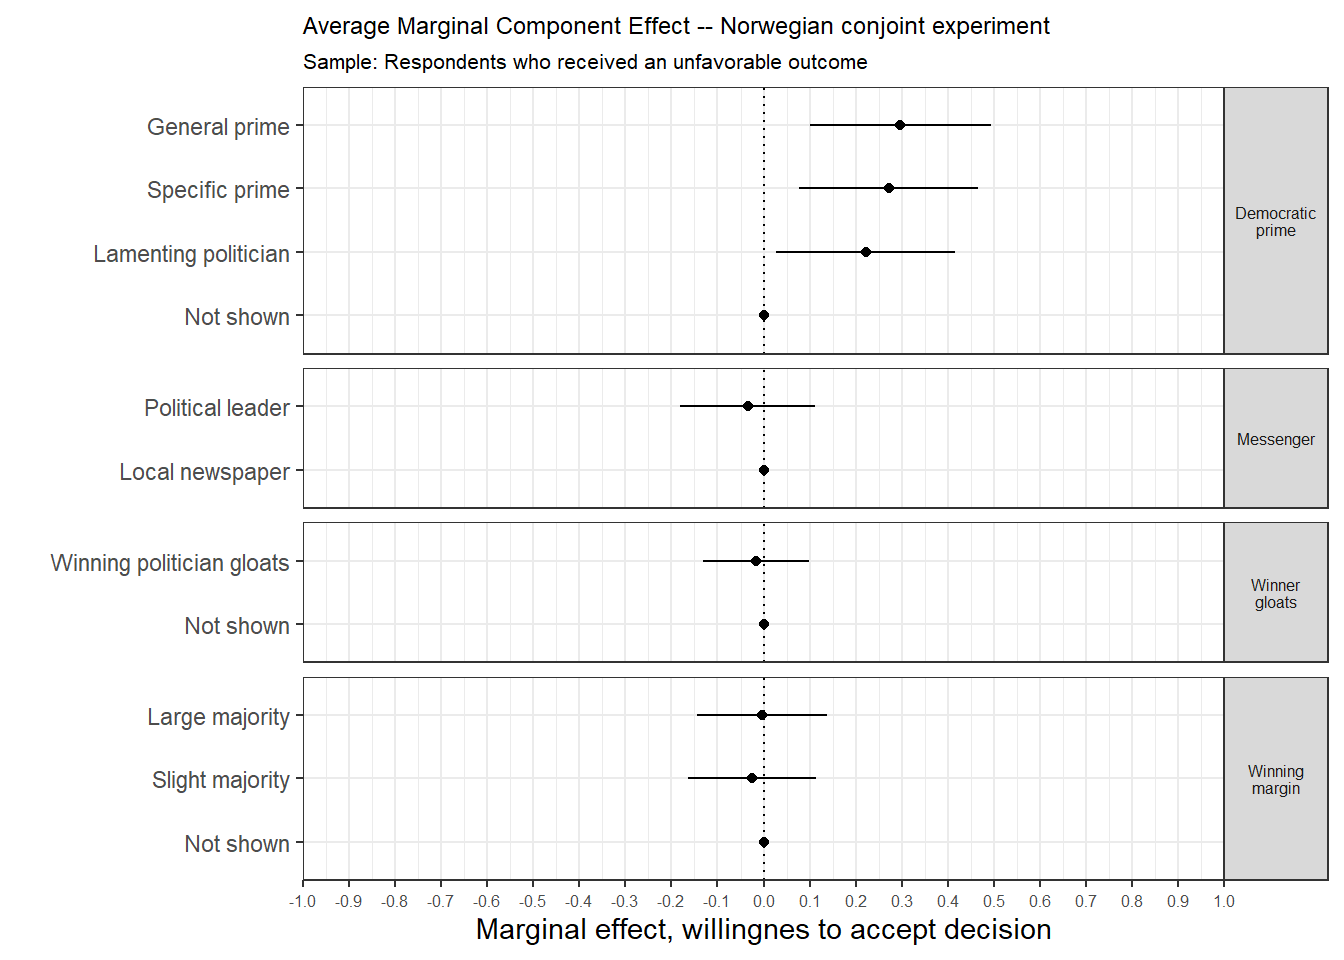 Average Marginal Component Effect -- Norwegian conjoint experiment
Sample: Respondents who received an unfavorable outcome
General prime
Specific prime
Lamenting politician
Not shown
Democratic
prime
Political leader
Local newspaper
Messenger
Winning politician gloats
Not shown
Winner
gloats
Large majority
Slight majority
Not shown
Winning
margin
-1.0 -0.9 -0.8 -0.7 -0.6 -0.5 -0.4 -0.3 -0.2 -0.1 0.0 0.1 0.2 0.3 0.4 0.5 0.6 0.7 0.8 0.9 1.0
Marginal effect, willingnes to accept decision